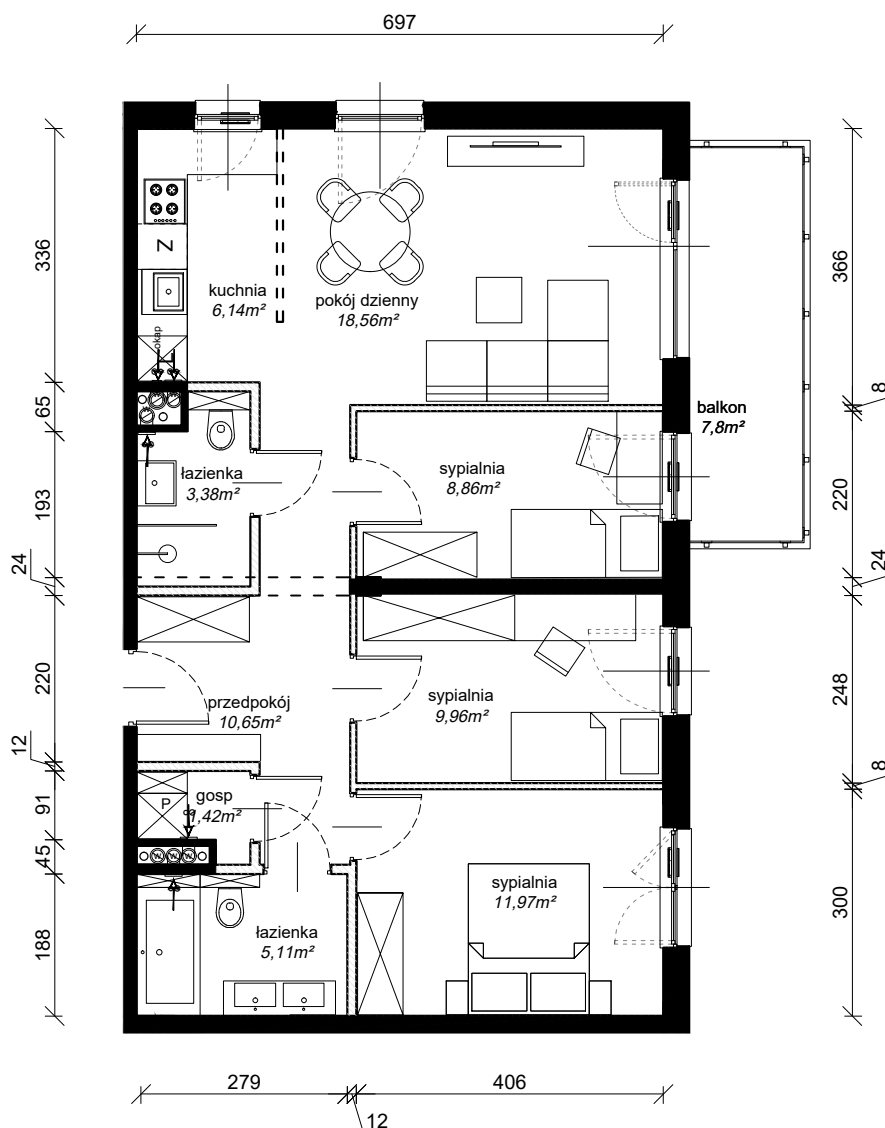 697
336
65
193
24
220
12
91
45
188
366
8
220
24
248
8
300
Z
okap
L
kuchnia
6,14m²
pokój dzienny
18,56m²
balkon
7,8m²
łazienka
3,38m²
sypialnia
8,86m²
przedpokój
10,65m²
sypialnia
9,96m²
P
gosp
1,42m²
sypialnia
11,97m²
łazienka
5,11m²
279
12
406